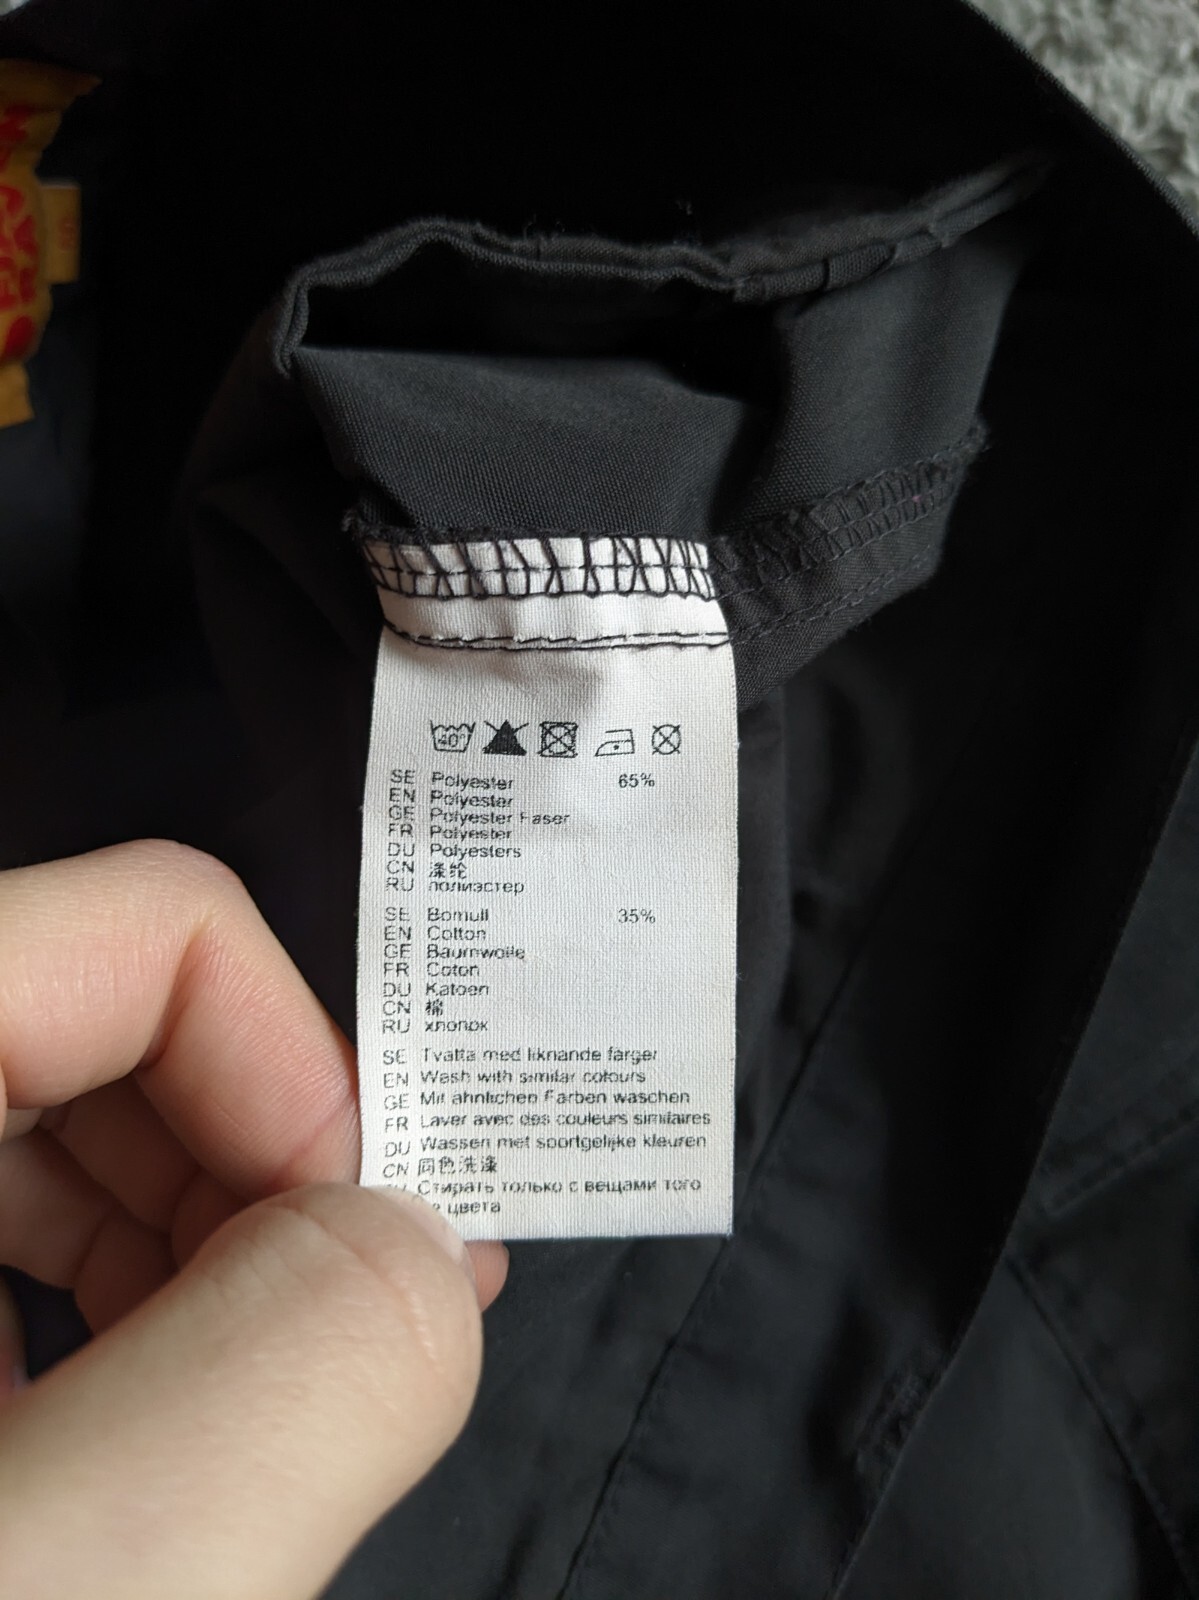 40°
SE Polyester 65%
EN Polyester
GE Polyester Faser
FR Polyester
DU Polyesters
CN 涤纶
RU полиэстер
SE Bomull 35%
EN Cotton
GE Baumwolle
FR Coton
DU Katoen
CN 棉
RU хлопок
SE Tvatta med liknande färger
EN Wash with similar colours
GE Mit ähnlichen Farben waschen
FR Laver avec des couleurs similaires
DU Wassen met soortgelijke kleuren
CN 同色洗涤
Стирать только с вещами того
цвета